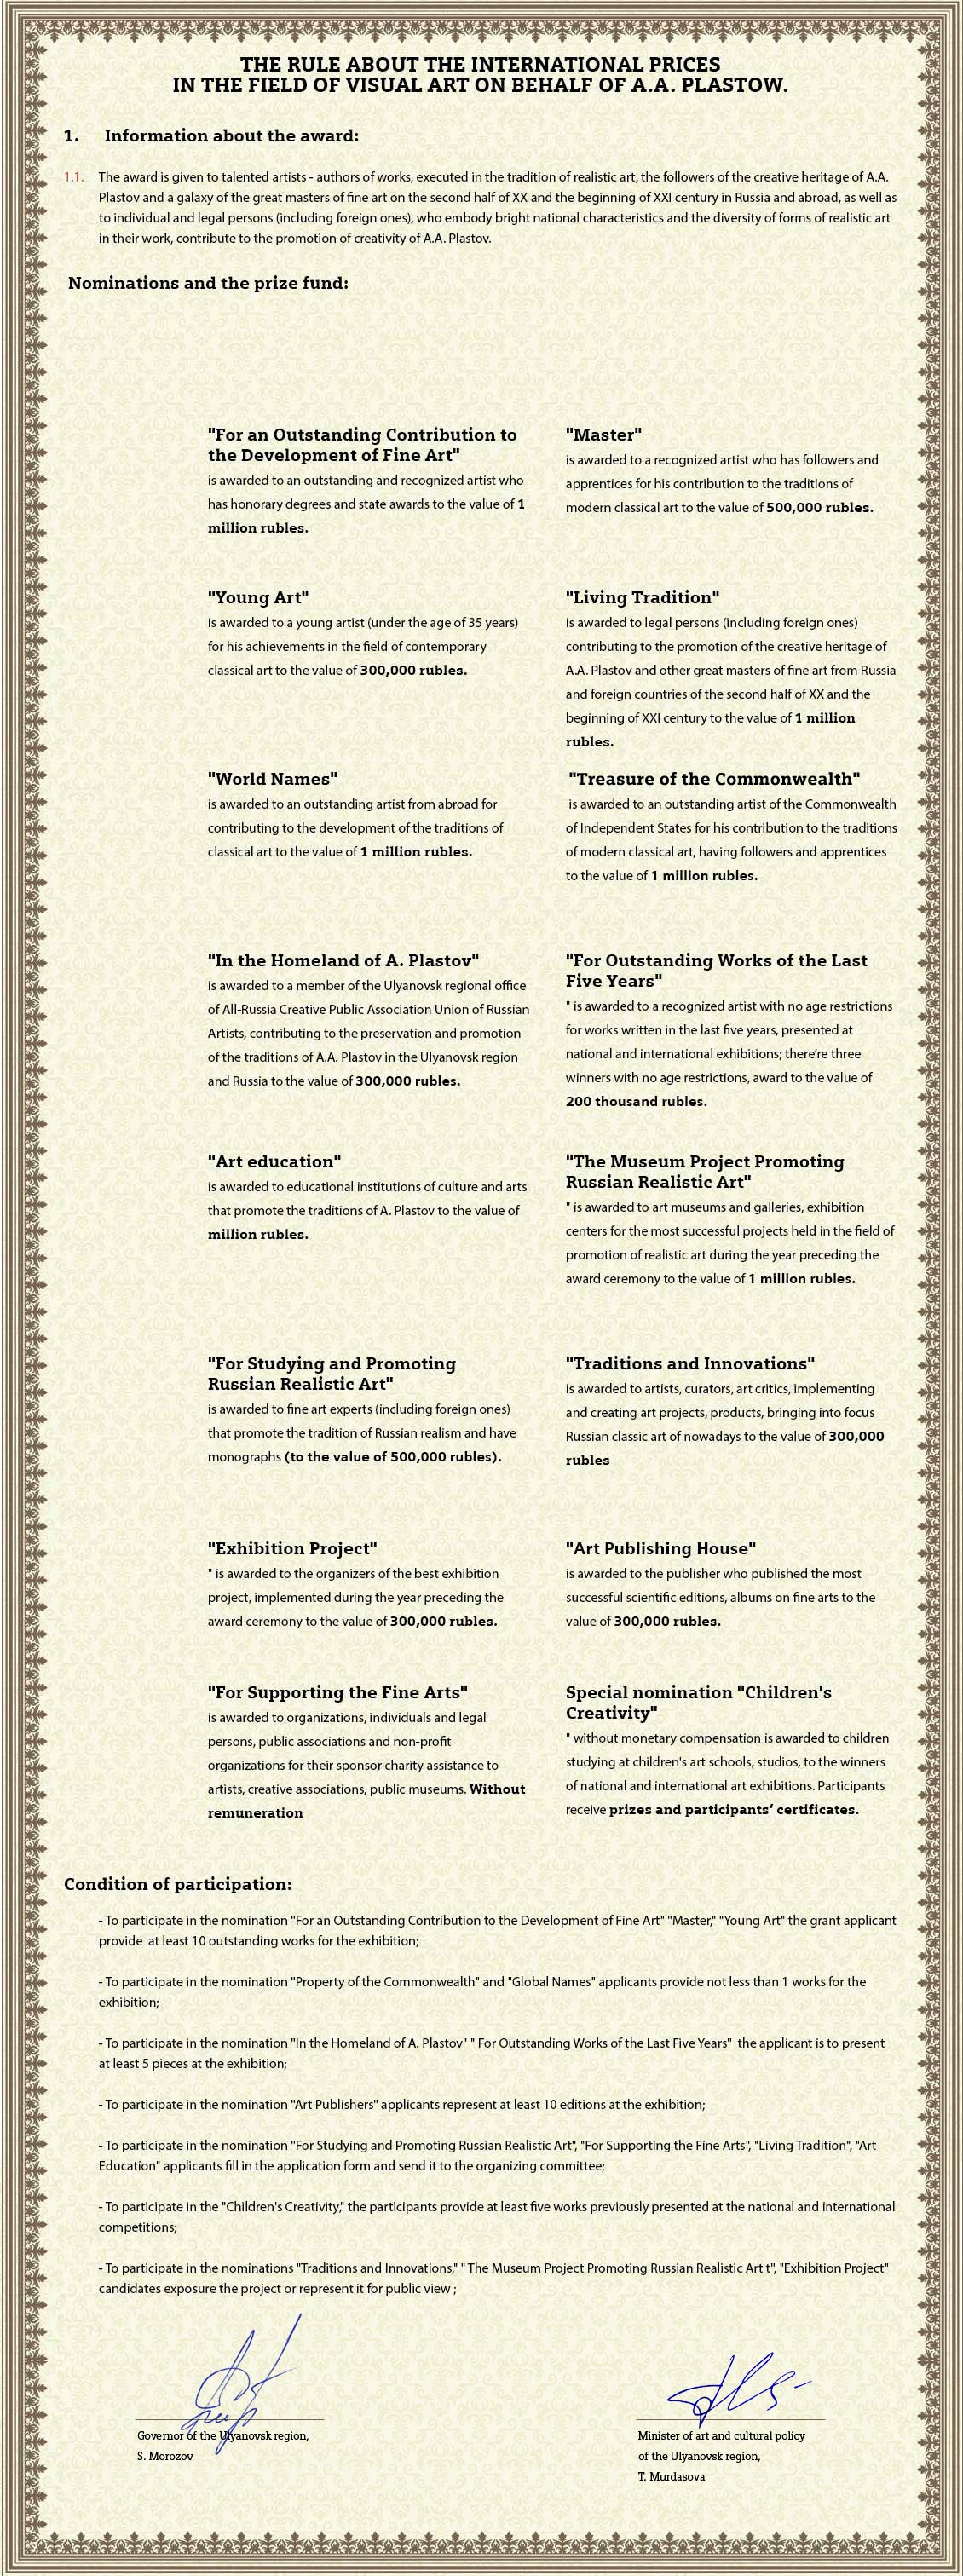 THE RULE ABOUT THE INTERNATIONAL PRICES
IN THE FIELD OF VISUAL ART ON BEHALF OF A.A. PLASTOW.
1. Information about the award:
1.1. The award is given to talented artists - authors of works, executed in the tradition of realistic art, the followers of the creative heritage of A.A.
Plastov and a galaxy of the great masters of fine art on the second half of XX and the beginning of XXI century in Russia and abroad, as well as
to individual and legal persons (including foreign ones), who embody bright national characteristics and the diversity of forms of realistic art
in their work, contribute to the promotion of creativity of A.A. Plastov.
Nominations and the prize fund:
"For an Outstanding Contribution to
the Development of Fine Art"
is awarded to an outstanding and recognized artist who
has honorary degrees and state awards to the value of 1
million rubles.
"Master"
is awarded to a recognized artist who has followers and
apprentices for his contribution to the traditions of
modern classical art to the value of 500,000 rubles.
"Young Art"
is awarded to a young artist (under the age of 35 years)
for his achievements in the field of contemporary
classical art to the value of 300,000 rubles.
"Living Tradition"
is awarded to legal persons (including foreign ones)
contributing to the promotion of the creative heritage of
A.A. Plastov and other great masters of fine art from Russia
and foreign countries of the second half of XX and the
beginning of XXI century to the value of 1 million
rubles.
"World Names"
is awarded to an outstanding artist from abroad for
contributing to the development of the traditions of
classical art to the value of 1 million rubles.
"Treasure of the Commonwealth"
is awarded to an outstanding artist of the Commonwealth
of Independent States for his contribution to the traditions
of modern classical art, having followers and apprentices
to the value of 1 million rubles.
"In the Homeland of A. Plastov"
is awarded to a member of the Ulyanovsk regional office
of All-Russia Creative Public Association Union of Russian
Artists, contributing to the preservation and promotion
of the traditions of A.A. Plastov in the Ulyanovsk region
and Russia to the value of 300,000 rubles.
"For Outstanding Works of the Last
Five Years"
" is awarded to a recognized artist with no age restrictions
for works written in the last five years, presented at
national and international exhibitions; there're three
winners with no age restrictions, award to the value of
200 thousand rubles.
"Art education"
is awarded to educational institutions of culture and arts
that promote the traditions of A. Plastov to the value of
million rubles.
"The Museum Project Promoting
Russian Realistic Art"
" is awarded to art museums and galleries, exhibition
centers for the most successful projects held in the field of
promotion of realistic art during the year preceding the
award ceremony to the value of 1 million rubles.
"For Studying and Promoting
Russian Realistic Art"
is awarded to fine art experts (including foreign ones)
that promote the tradition of Russian realism and have
monographs (to the value of 500,000 rubles).
"Traditions and Innovations"
is awarded to artists, curators, art critics, implementing
and creating art projects, products, bringing into focus
Russian classic art of nowadays to the value of 300,000
rubles
"Exhibition Project"
" is awarded to the organizers of the best exhibition
project, implemented during the year preceding the
award ceremony to the value of 300,000 rubles.
"Art Publishing House"
is awarded to the publisher who published the most
successful scientific editions, albums on fine arts to the
value of 300,000 rubles.
"For Supporting the Fine Arts"
is awarded to organizations, individuals and legal
persons, public associations and non-profit
organizations for their sponsor charity assistance to
artists, creative associations, public museums. Without
remuneration
Special nomination "Children's
Creativity"
" without monetary compensation is awarded to children
studying at children's art schools, studios, to the winners
of national and international art exhibitions. Participants
receive prizes and participants' certificates.
Condition of participation:
- To participate in the nomination "For an Outstanding Contribution to the Development of Fine Art" "Master," "Young Art" the grant applicant
provide at least 10 outstanding works for the exhibition;
- To participate in the nomination "Property of the Commonwealth" and "Global Names" applicants provide not less than 1 works for the
exhibition;
- To participate in the nomination "In the Homeland of A. Plastov" " For Outstanding Works of the Last Five Years" the applicant is to present
at least 5 pieces at the exhibition;
- To participate in the nomination "Art Publishers" applicants represent at least 10 editions at the exhibition;
- To participate in the nomination "For Studying and Promoting Russian Realistic Art", "For Supporting the Fine Arts", "Living Tradition", "Art
Education" applicants fill in the application form and send it to the organizing committee;
- To participate in the "Children's Creativity," the participants provide at least five works previously presented at the national and international
competitions;
- To participate in the nominations "Traditions and Innovations," " The Museum Project Promoting Russian Realistic Art t", "Exhibition Project"
candidates exposure the project or represent it for public view ;
Governor of the Ulyanovsk region,
S. Morozov
Minister of art and cultural policy
of the Ulyanovsk region,
T. Murdasova